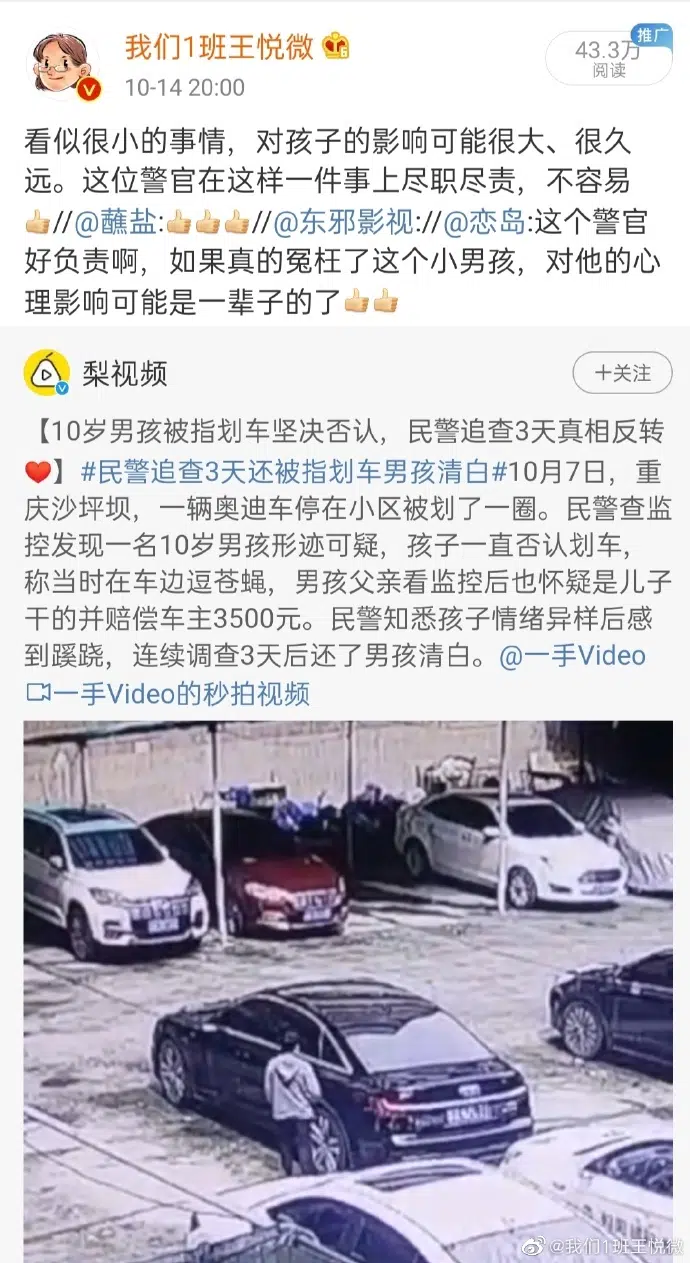 我们1班王悦微
10-14 20:00
推广
43.3万
阅读
看似很小的事情，对孩子的影响可能很大、很久
远。这位警官在这样一件事上尽职尽责，不容易
👍//@蘸盐:👍👍👍//@东邪影视://@恋岛:这个警官
好负责啊，如果真的冤枉了这个小男孩，对他的心
理影响可能是一辈子的了👍👍
梨视频
＋关注
【10岁男孩被指划车坚决否认，民警追查3天真相反转
❤️】#民警追查3天还被指划车男孩清白#10月7日，重
庆沙坪坝，一辆奥迪车停在小区被划了一圈。民警查监
控发现一名10岁男孩形迹可疑，孩子一直否认划车，
称当时在车边逗苍蝇，男孩父亲看监控后也怀疑是儿子
干的并赔偿车主3500元。民警知悉孩子情绪异样后感
到蹊跷，连续调查3天后还了男孩清白。@一手Video
一手Video的秒拍视频
@我们1班王悦微